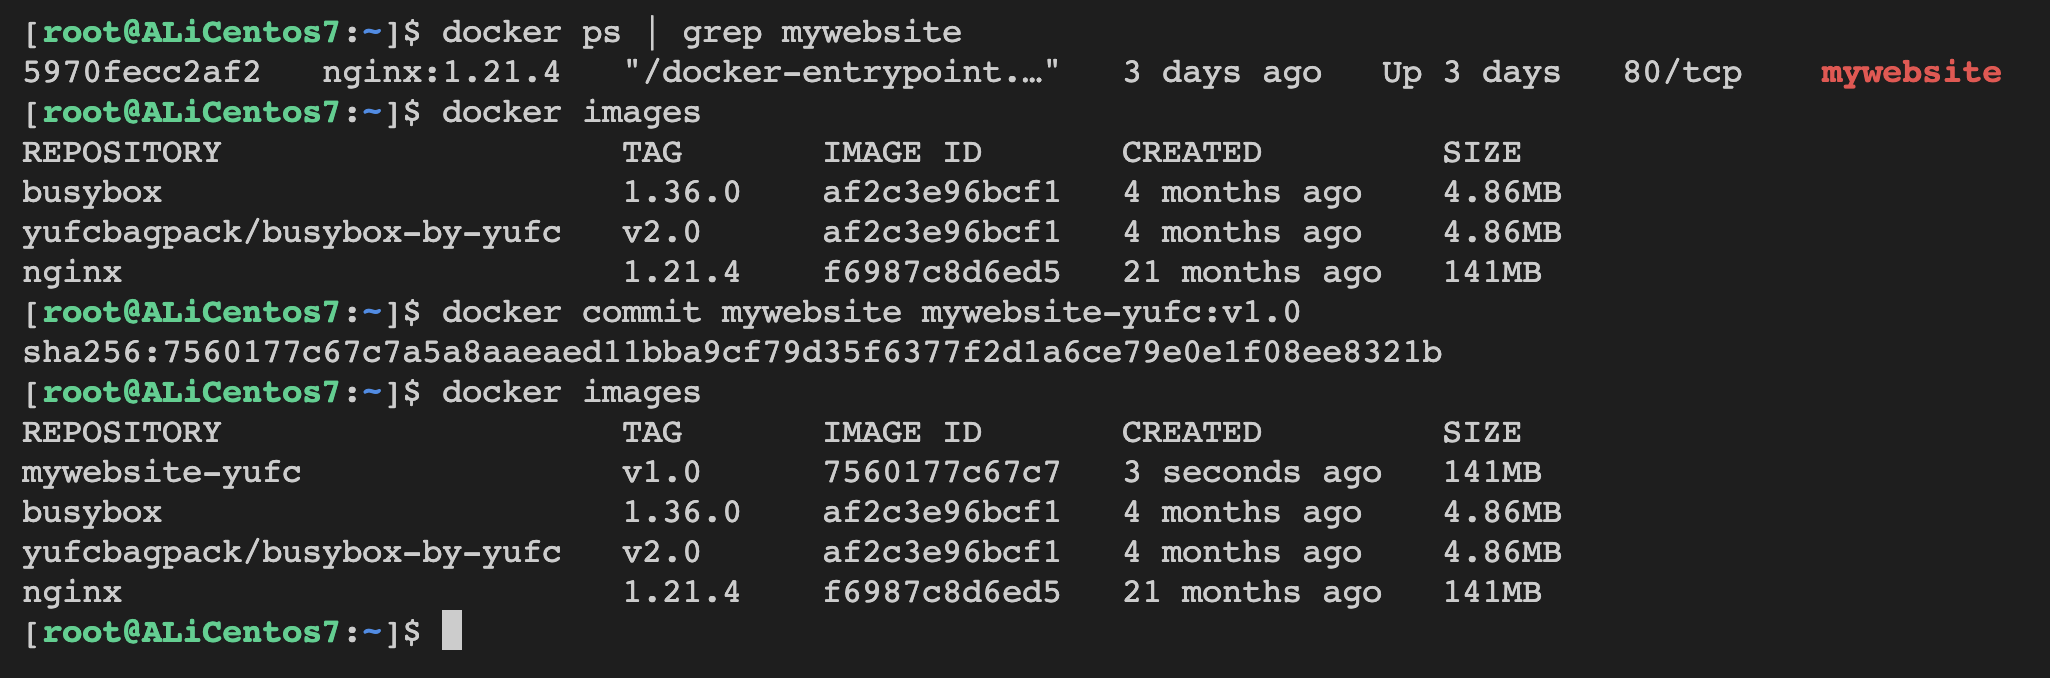 [root@ALiCentos7:~]$ docker ps | grep mywebsite
5970fecc2af2   nginx:1.21.4   "/docker-entrypoint.…"   3 days ago   Up 3 days   80/tcp    mywebsite
[root@ALiCentos7:~]$ docker images
REPOSITORY                    TAG       IMAGE ID       CREATED         SIZE
busybox                       1.36.0    af2c3e96bcf1   4 months ago    4.86MB
yufcbagpack/busybox-by-yufc   v2.0      af2c3e96bcf1   4 months ago    4.86MB
nginx                         1.21.4    f6987c8d6ed5   21 months ago   141MB
[root@ALiCentos7:~]$ docker commit mywebsite mywebsite-yufc:v1.0
sha256:7560177c67c7a5a8aaeaed11bba9cf79d35f6377f2d1a6ce79e0e1f08ee8321b
[root@ALiCentos7:~]$ docker images
REPOSITORY                    TAG       IMAGE ID       CREATED         SIZE
mywebsite-yufc                v1.0      7560177c67c7   3 seconds ago   141MB
busybox                       1.36.0    af2c3e96bcf1   4 months ago    4.86MB
yufcbagpack/busybox-by-yufc   v2.0      af2c3e96bcf1   4 months ago    4.86MB
nginx                         1.21.4    f6987c8d6ed5   21 months ago   141MB
[root@ALiCentos7:~]$